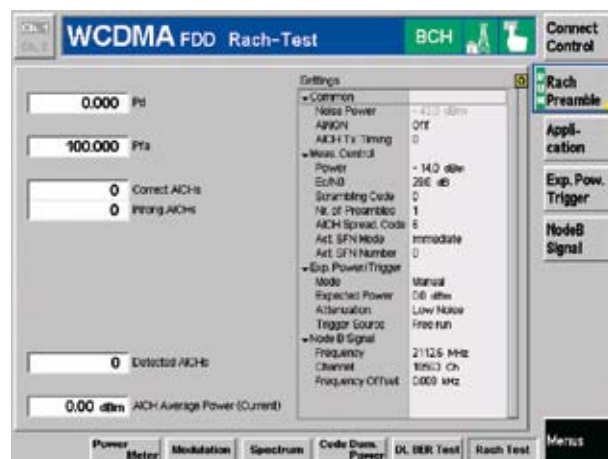 WCDMA FDD Rach-Test
BCH
Connect Control
0.000 Pd
100.000 Pfa
0 Correct AICHs
0 Wrong AICHs
0 Detected AICHs
0.00 dBm AICH Average Power (Current)
Settings
Common
Noise Power
AWGN Off
AICH Tx Timing 0
Meas. Control
Power
Ec/N0
Scrambling Code 0
Nr. of Preambles 1
AICH Spread. Code 6
Act. SFN Mode Immediate
Act. SFN Number 0
Exp. Power/Trigger
Mode Manual
Expected Power 0.0 dBm
Attenuation Low Noise
Trigger Source Free run
Node B Signal
Frequency 2112.6 MHz
Channel 10563 Ch
Frequency Offset 0.000 kHz
Rach Preamble
Appli-cation
Exp. Pow. Trigger
NodeB Signal
Power Meter
Modulation
Spectrum
Code Dom. Power
DL BER Test
Rach Test
Menus